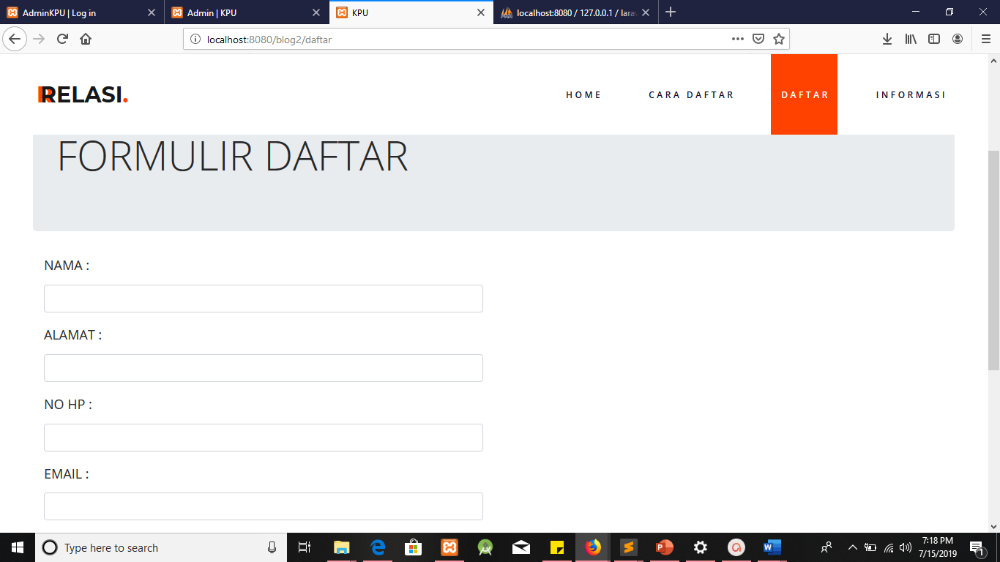 AdminKPU | Log in
Admin | KPU
KPU
localhost:8080 / 127.0.0.1 / lara
localhost:8080/blog2/daftar
RELASI.
HOME
CARA DAFTAR
DAFTAR
INFORMASI
FORMULIR DAFTAR
NAMA :
ALAMAT :
NO HP :
EMAIL :
Type here to search
7:18 PM
7/15/2019
1